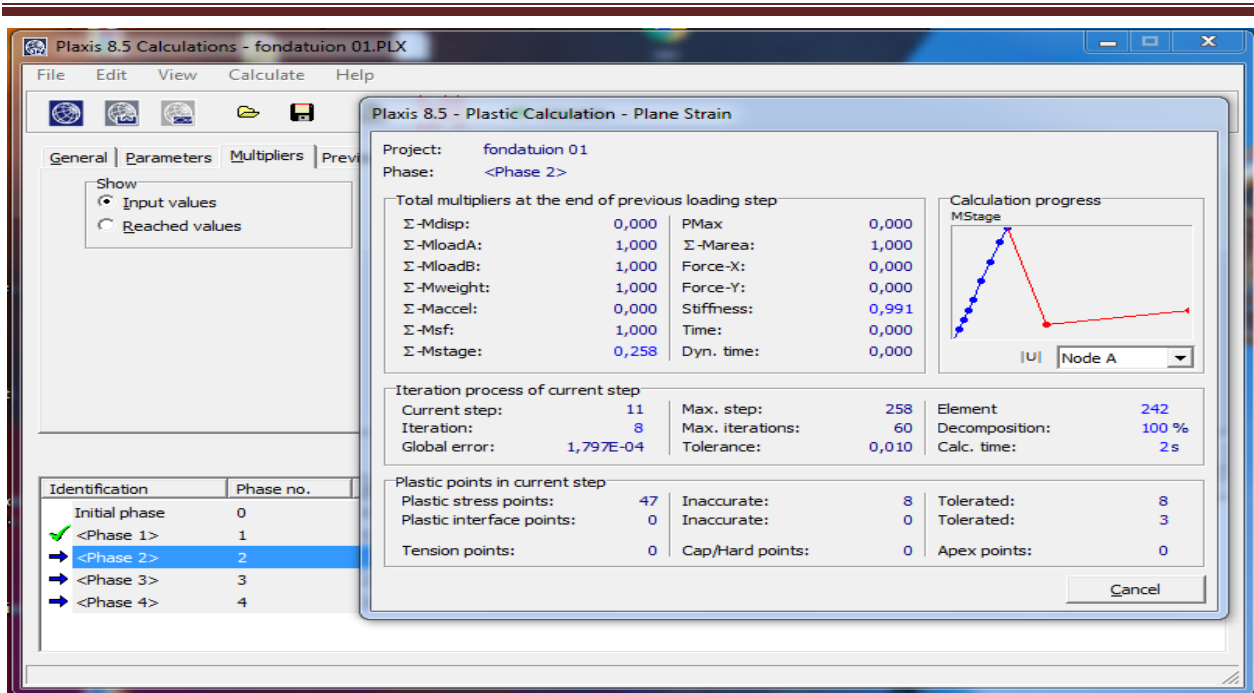 Plaxis 8.5 Calculations - fondatuion 01.PLX
File Edit View Calculate Help
General Parameters Multipliers Previ
Show
Input values
Reached values
Identification Phase no.
Initial phase 0
<Phase 1> 1
<Phase 2> 2
<Phase 3> 3
<Phase 4> 4
Plaxis 8.5 - Plastic Calculation - Plane Strain
Project: fondatuion 01
Phase: <Phase 2>
Total multipliers at the end of previous loading step
Σ-Mdisp: 0,000 PMax 0,000
Σ-MloadA: 1,000 Σ-Marea: 1,000
Σ-MloadB: 1,000 Force-X: 0,000
Σ-Mweight: 1,000 Force-Y: 0,000
Σ-Maccel: 0,000 Stiffness: 0,991
Σ-Msf: 1,000 Time: 0,000
Σ-Mstage: 0,258 Dyn. time: 0,000
Calculation progress
MStage
|U| Node A
Iteration process of current step
Current step: 11 Max. step: 258 Element 242
Iteration: 8 Max. iterations: 60 Decomposition: 100 %
Global error: 1,797E-04 Tolerance: 0,010 Calc. time: 2 s
Plastic points in current step
Plastic stress points: 47 Inaccurate: 8 Tolerated: 8
Plastic interface points: 0 Inaccurate: 0 Tolerated: 3
Tension points: 0 Cap/Hard points: 0 Apex points: 0
Cancel